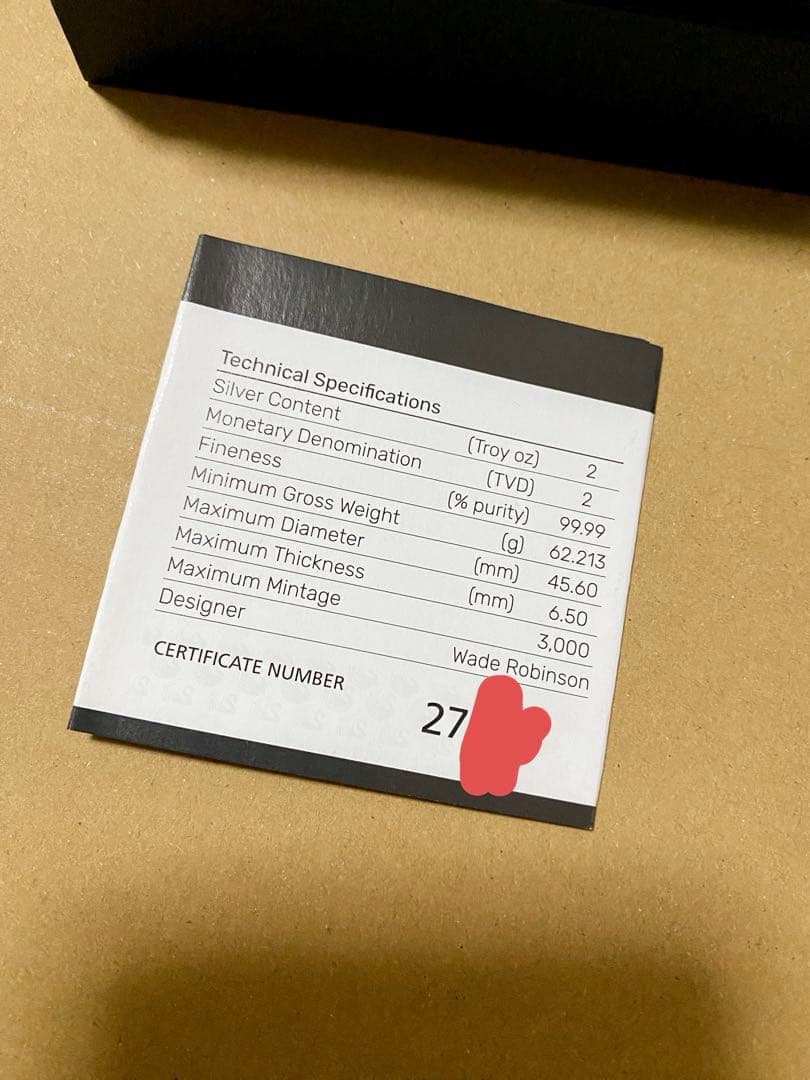 Technical Specifications
Silver Content (Troy oz) 2
Monetary Denomination (TVD) 2
Fineness (% purity) 99.99
Minimum Gross Weight (g) 62.213
Maximum Diameter (mm) 45.60
Maximum Thickness (mm) 6.50
Maximum Mintage 3,000
Designer Wade Robinson
CERTIFICATE NUMBER 27